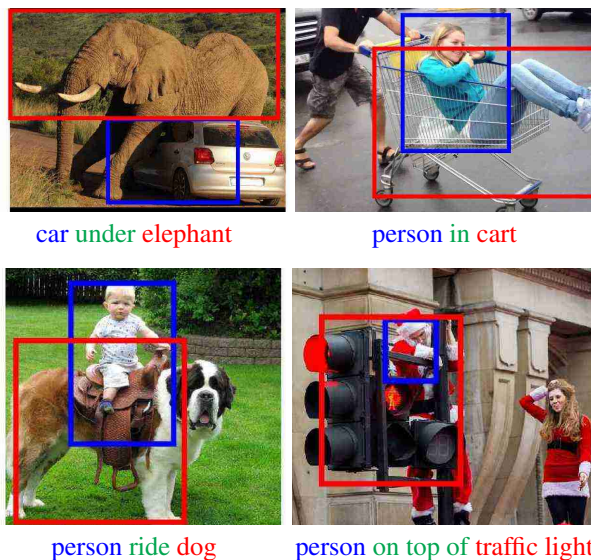 car under elephant
person in cart
person ride dog
person on top of traffic light